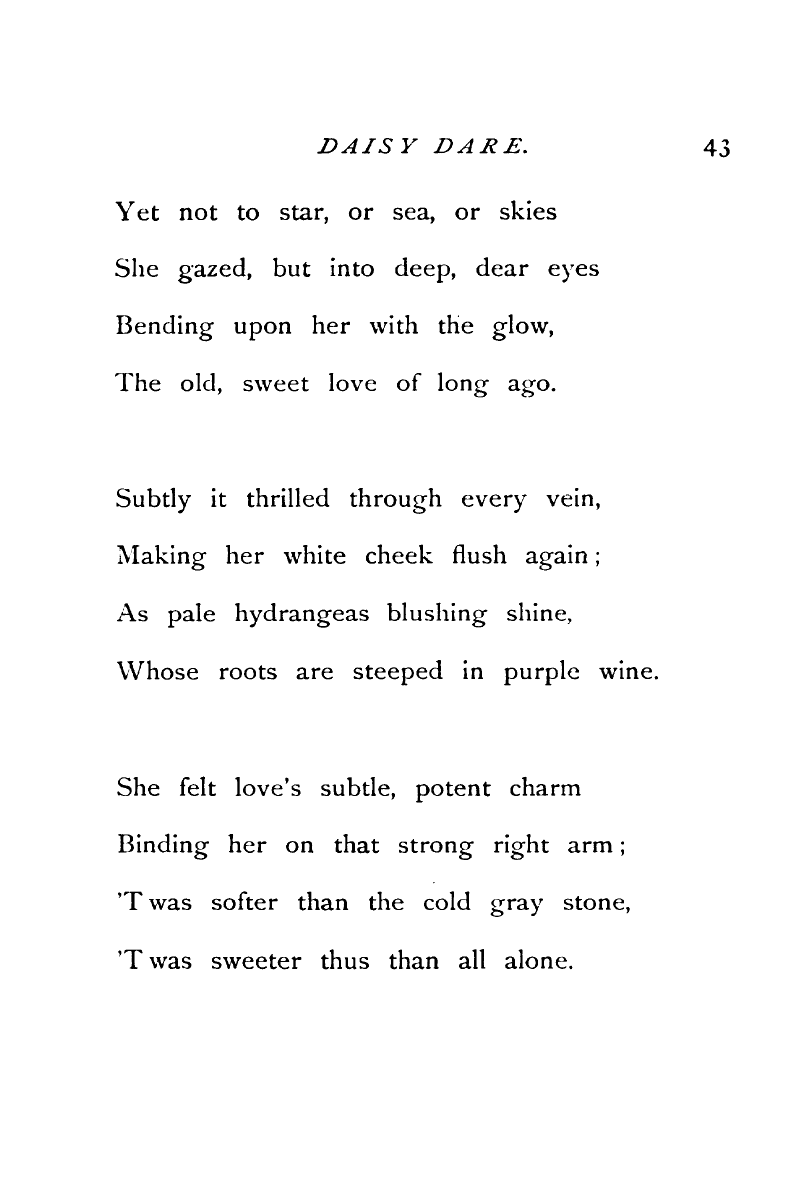 DAISY DARE. 43
Yet not to star, or sea, or skies
She gazed, but into deep, dear eyes
Bending upon her with the glow,
The old, sweet love of long ago.
Subtly it thrilled through every vein,
Making her white cheek flush again ;
As pale hydrangeas blushing shine,
Whose roots are steeped in purple wine.
She felt love's subtle, potent charm
Binding her on that strong right arm ;
'T was softer than the cold gray stone,
'T was sweeter thus than all alone.